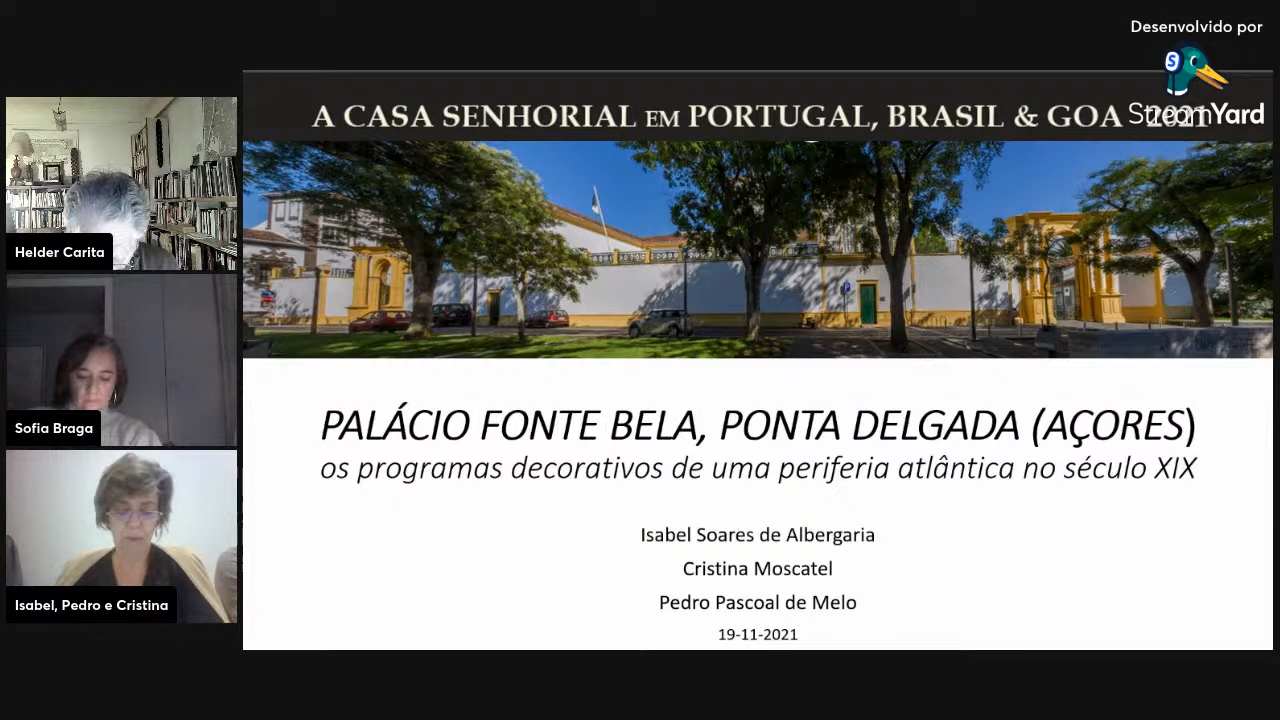 Desenvolvido por
S
StreamYard
A CASA SENHORIAL EM PORTUGAL, BRASIL & GOA 2021
Helder Carita
Sofia Braga
Isabel, Pedro e Cristina
PALÁCIO FONTE BELA, PONTA DELGADA (AÇORES)
os programas decorativos de uma periferia atlântica no século XIX
Isabel Soares de Albergaria
Cristina Moscatel
Pedro Pascoal de Melo
19-11-2021